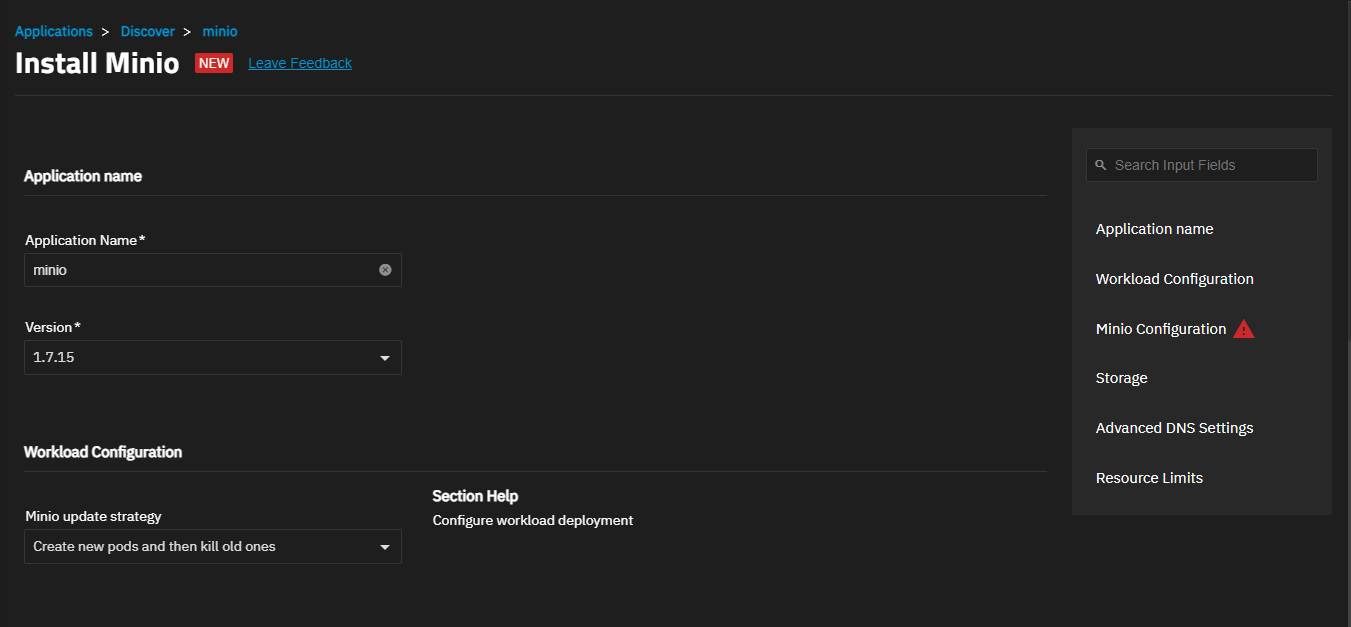 Applications > Discover > minio
Install Minio NEW Leave Feedback
Application name
Application Name*
minio
Version*
1.7.15
Workload Configuration
Minio update strategy
Create new pods and then kill old ones
Section Help
Configure workload deployment
Search Input Fields
Application name
Workload Configuration
Minio Configuration
Storage
Advanced DNS Settings
Resource Limits